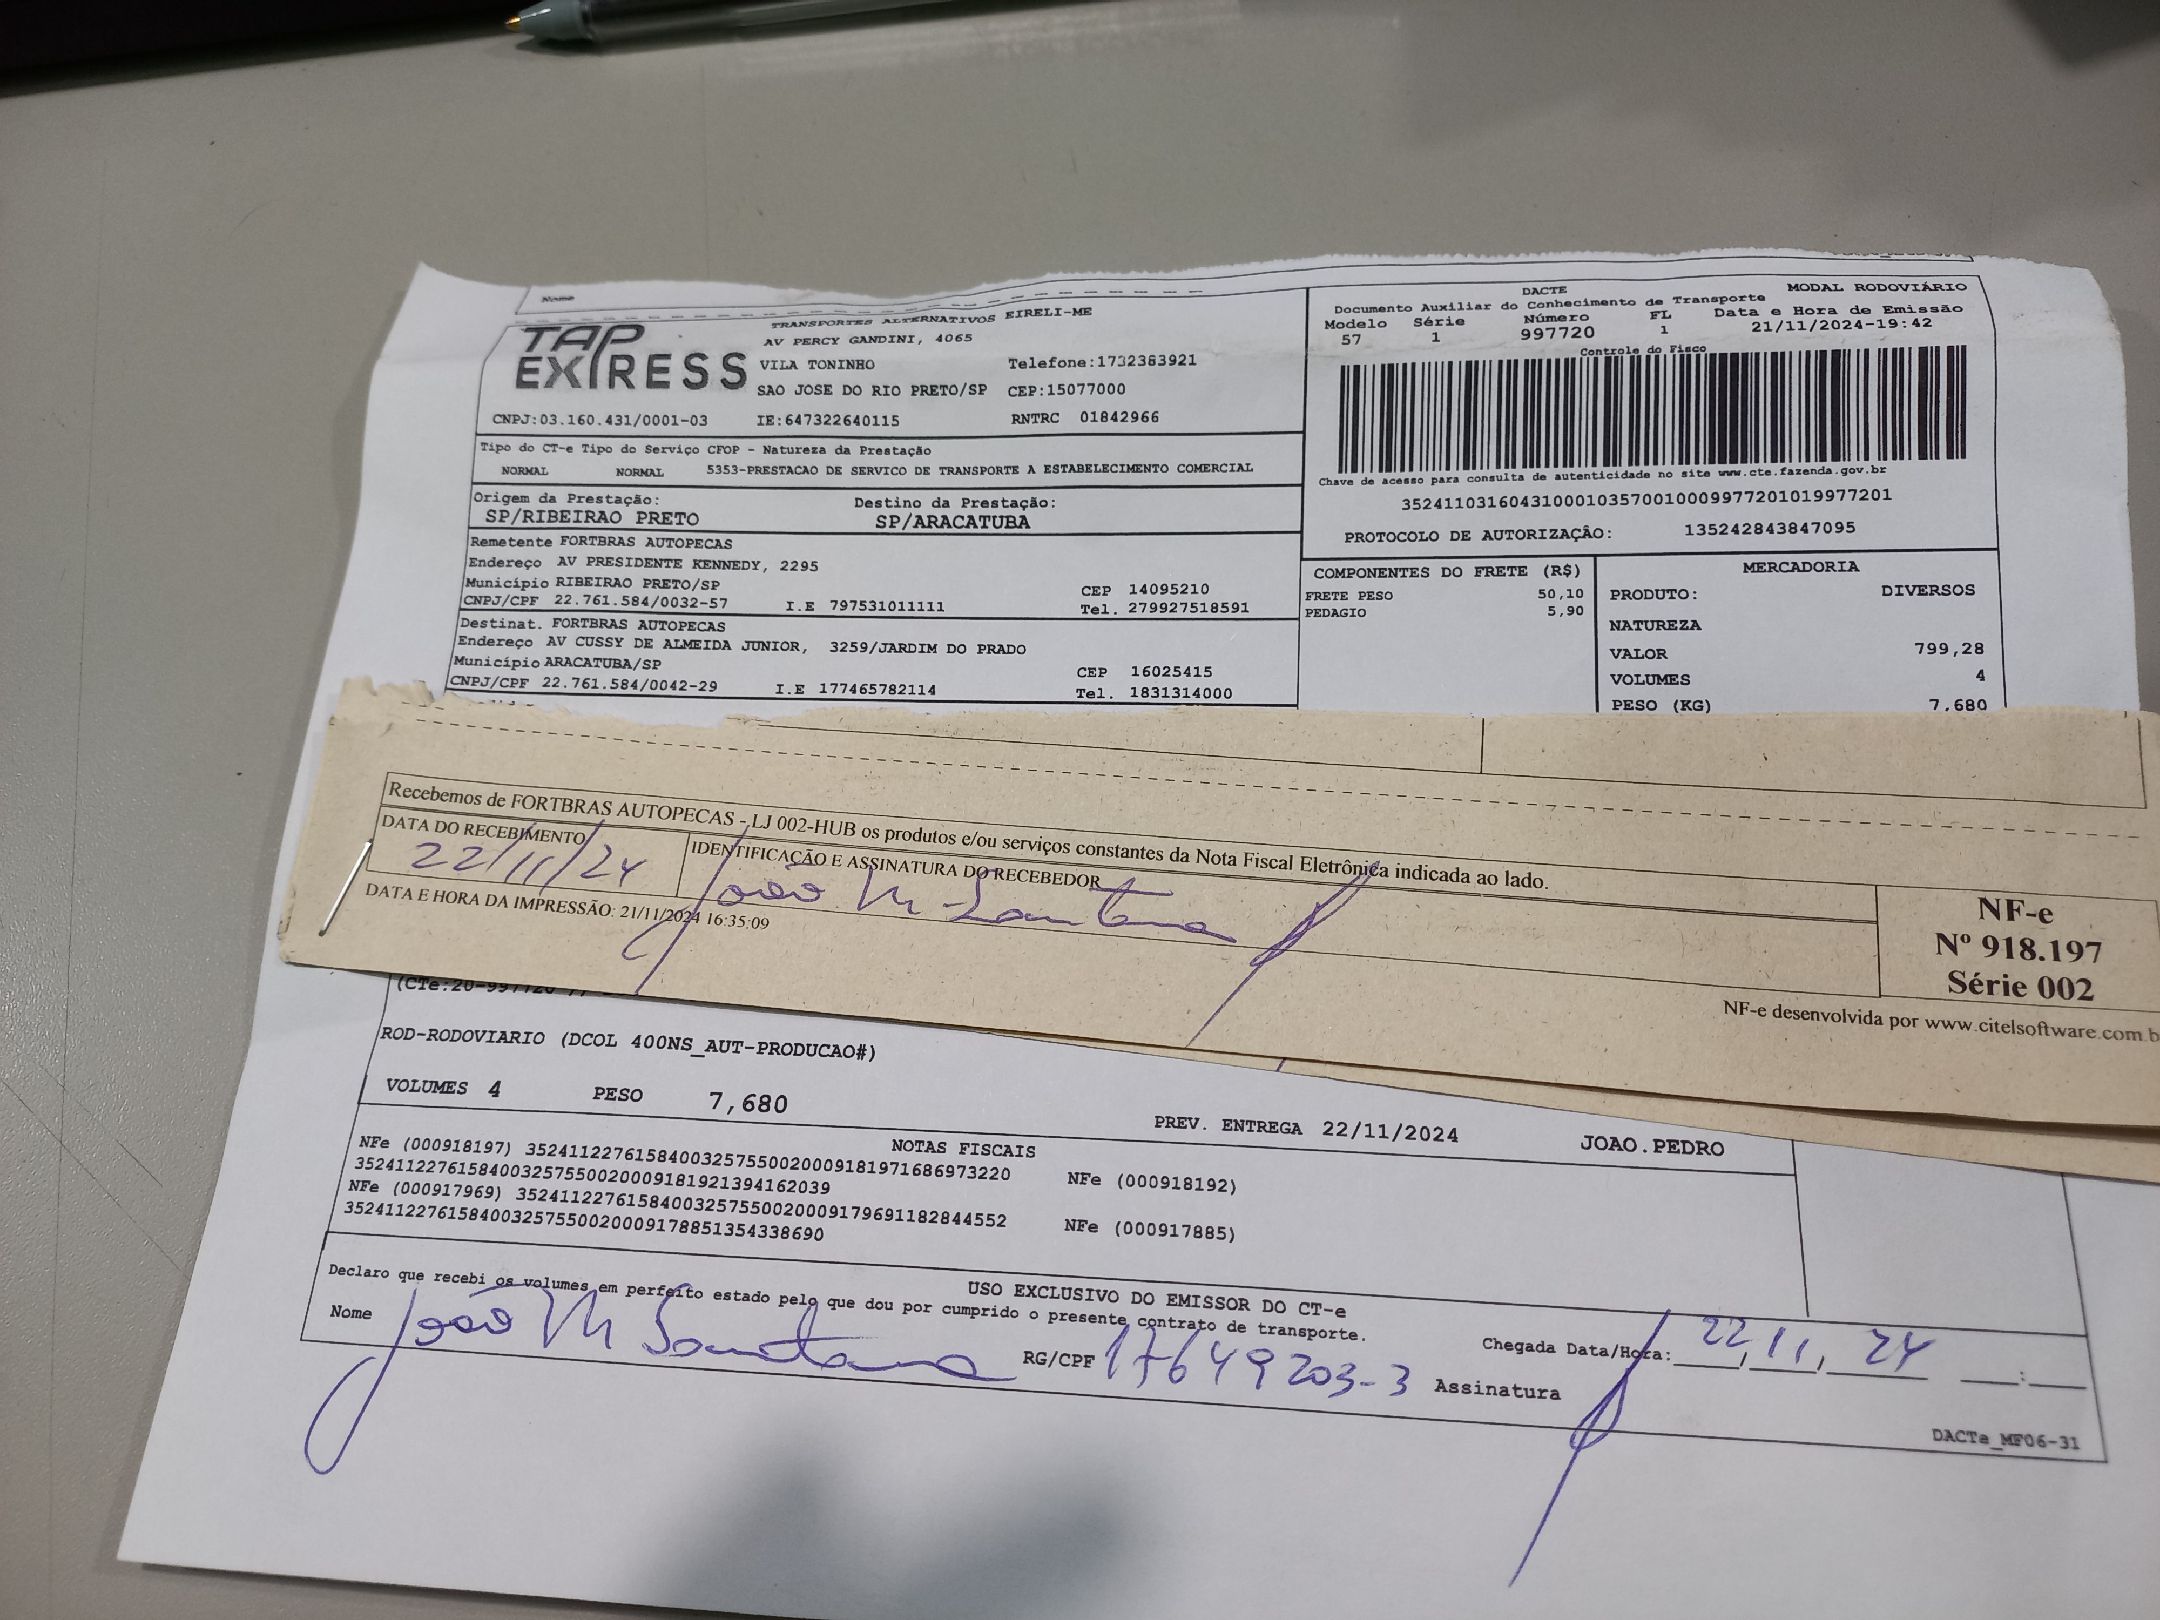 Nome
TAP EXPRESS
TRANSPORTES ALTERNATIVOS EIRELI-ME
AV PERCY GANDINI, 4065
VILA TONINHO Telefone:1732363921
SAO JOSE DO RIO PRETO/SP CEP:15077000
CNPJ:03.160.431/0001-03 IE:647322640115 RNTRC 01842966
DACTE MODAL RODOVIÁRIO
Documento Auxiliar do Conhecimento de Transporte
Modelo Série Número FL Data e Hora de Emissão
57 1 997720 1 21/11/2024-19:42
Controle do Fisco
Chave de acesso para consulta de autenticidade no site www.cte.fazenda.gov.br
35241103160431000103570010009977201019977201
PROTOCOLO DE AUTORIZAÇÂO: 135242843847095
Tipo do CT-e Tipo do Serviço CFOP - Natureza da Prestação
NORMAL NORMAL 5353-PRESTACAO DE SERVICO DE TRANSPORTE A ESTABELECIMENTO COMERCIAL
Origem da Prestação: Destino da Prestação:
SP/RIBEIRAO PRETO SP/ARACATUBA
Remetente FORTBRAS AUTOPECAS
Endereço AV PRESIDENTE KENNEDY, 2295
Município RIBEIRAO PRETO/SP CEP 14095210
CNPJ/CPF 22.761.584/0032-57 I.E 797531011111 Tel. 279927518591
Destinat. FORTBRAS AUTOPECAS
Endereço AV CUSSY DE ALMEIDA JUNIOR, 3259/JARDIM DO PRADO
Município ARACATUBA/SP CEP 16025415
CNPJ/CPF 22.761.584/0042-29 I.E 177465782114 Tel. 1831314000
COMPONENTES DO FRETE (R$)
FRETE PESO 50,10
PEDAGIO 5,90
MERCADORIA
PRODUTO: DIVERSOS
NATUREZA
VALOR 799,28
VOLUMES 4
PESO (KG) 7,680
Recebemos de FORTBRAS AUTOPECAS - LJ 002-HUB os produtos e/ou serviços constantes da Nota Fiscal Eletrônica indicada ao lado.
DATA DO RECEBIMENTO IDENTIFICAÇÃO E ASSINATURA DO RECEBEDOR
22/11/24 João M Santana
DATA E HORA DA IMPRESSÃO: 21/11/2024 16:35:09
NF-e
Nº 918.197
Série 002
NF-e desenvolvida por www.citelsoftware.com.b
(CTe:20-997720
ROD-RODOVIARIO (DCOL 400NS_AUT-PRODUCAO#)
VOLUMES 4 PESO 7,680 PREV. ENTREGA 22/11/2024 JOAO.PEDRO
NOTAS FISCAIS
NFe (000918197) 35241122761584003257550020009181971686973220 NFe (000918192)
35241122761584003257550020009181921394162039
NFe (000917969) 35241122761584003257550020009179691182844552 NFe (000917885)
35241122761584003257550020009178851354338690
USO EXCLUSIVO DO EMISSOR DO CT-e
Declaro que recebi os volumes em perfeito estado pelo que dou por cumprido o presente contrato de transporte.
Nome João M Santana RG/CPF 17649203-3 Assinatura Chegada Data/Hora: 22/11/24 __:__
DACTe_MF06-31